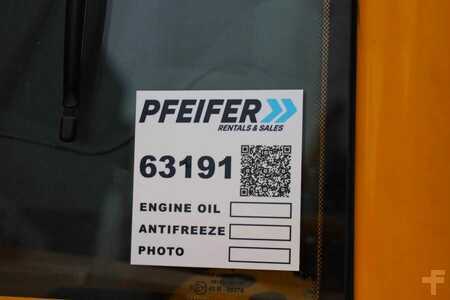 PFEIFER
RENTALS & SALES
63191
ENGINE OIL
ANTIFREEZE
PHOTO